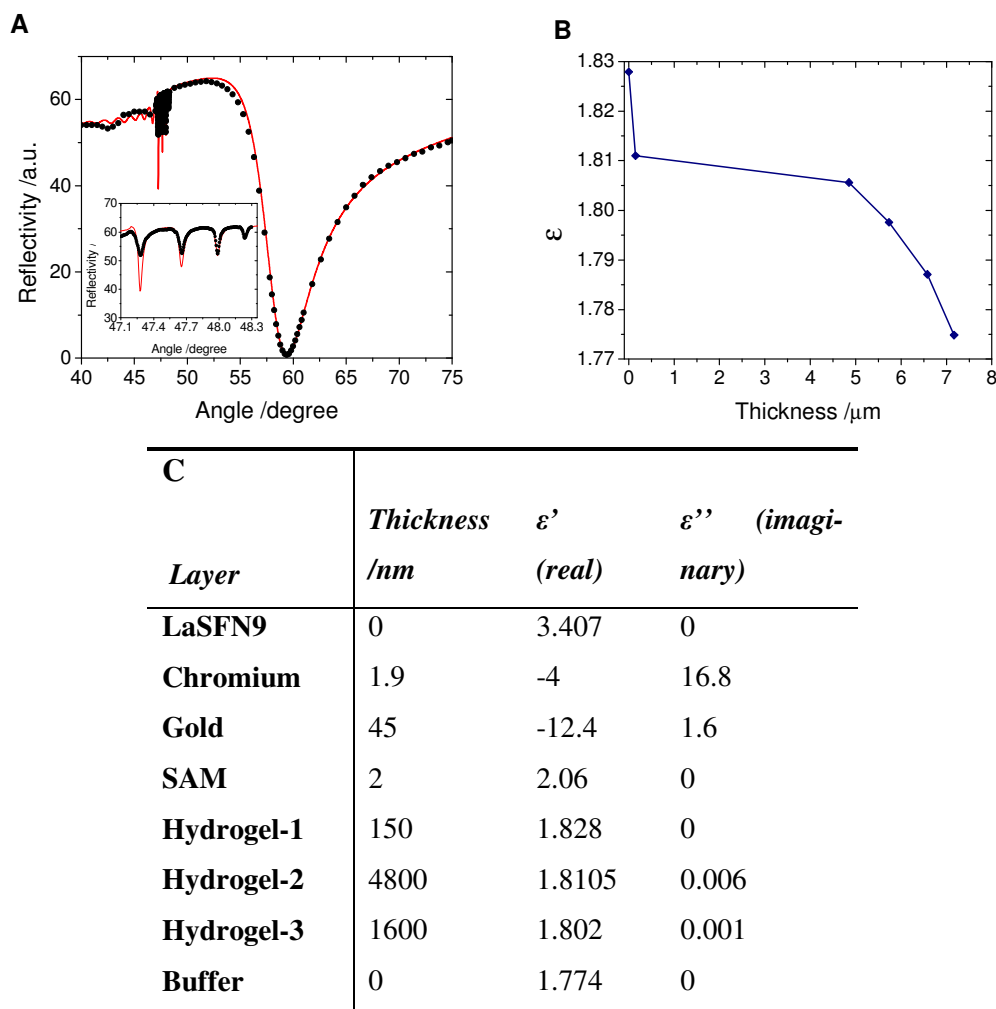 A
Reflectivity /a.u.
60
40
20
0
40 45 50 55 60 65 70 75
Angle /degree
Reflectivity /
70
60
50
40
30
47.1 47.4 47.7 48.0 48.3
Angle /degree
B
ε
1.83
1.82
1.81
1.80
1.79
1.78
1.77
0 1 2 3 4 5 6 7 8
Thickness /μm
C
Layer Thickness /nm ε’ (real) ε’’ (imagi-
nary)
LaSFN9 0 3.407 0
Chromium 1.9 -4 16.8
Gold 45 -12.4 1.6
SAM 2 2.06 0
Hydrogel-1 150 1.828 0
Hydrogel-2 4800 1.8105 0.006
Hydrogel-3 1600 1.802 0.001
Buffer 0 1.774 0